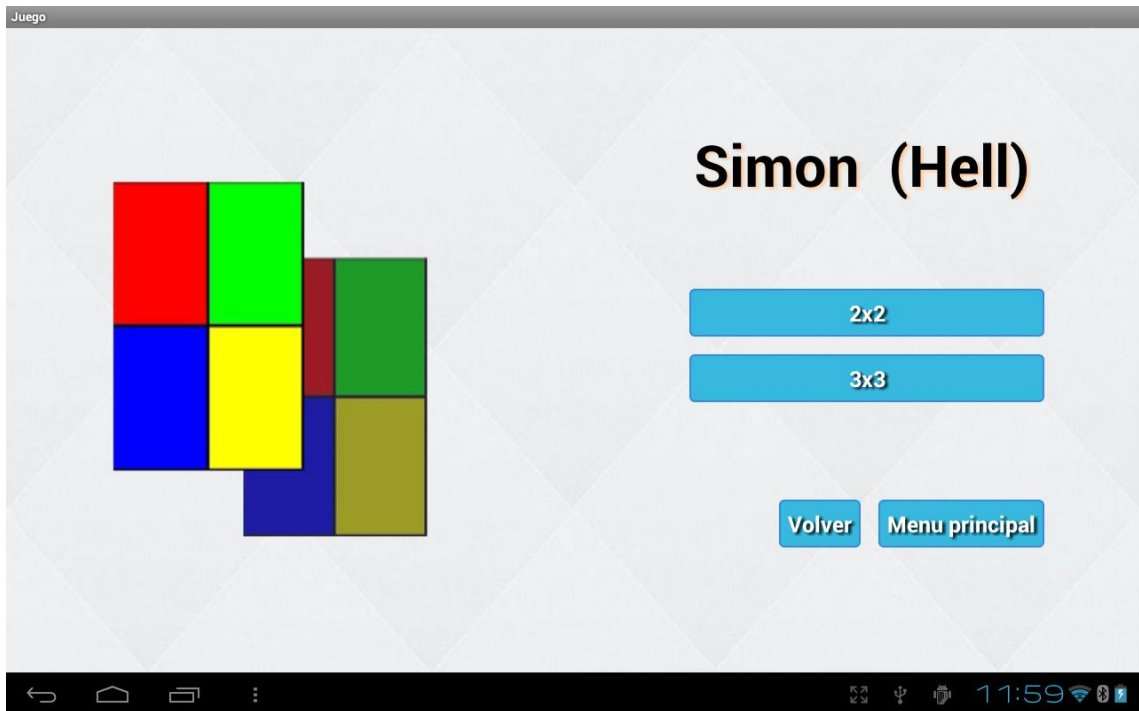 Juego
Simon (Hell)
2x2
3x3
Volver Menu principal
11:59